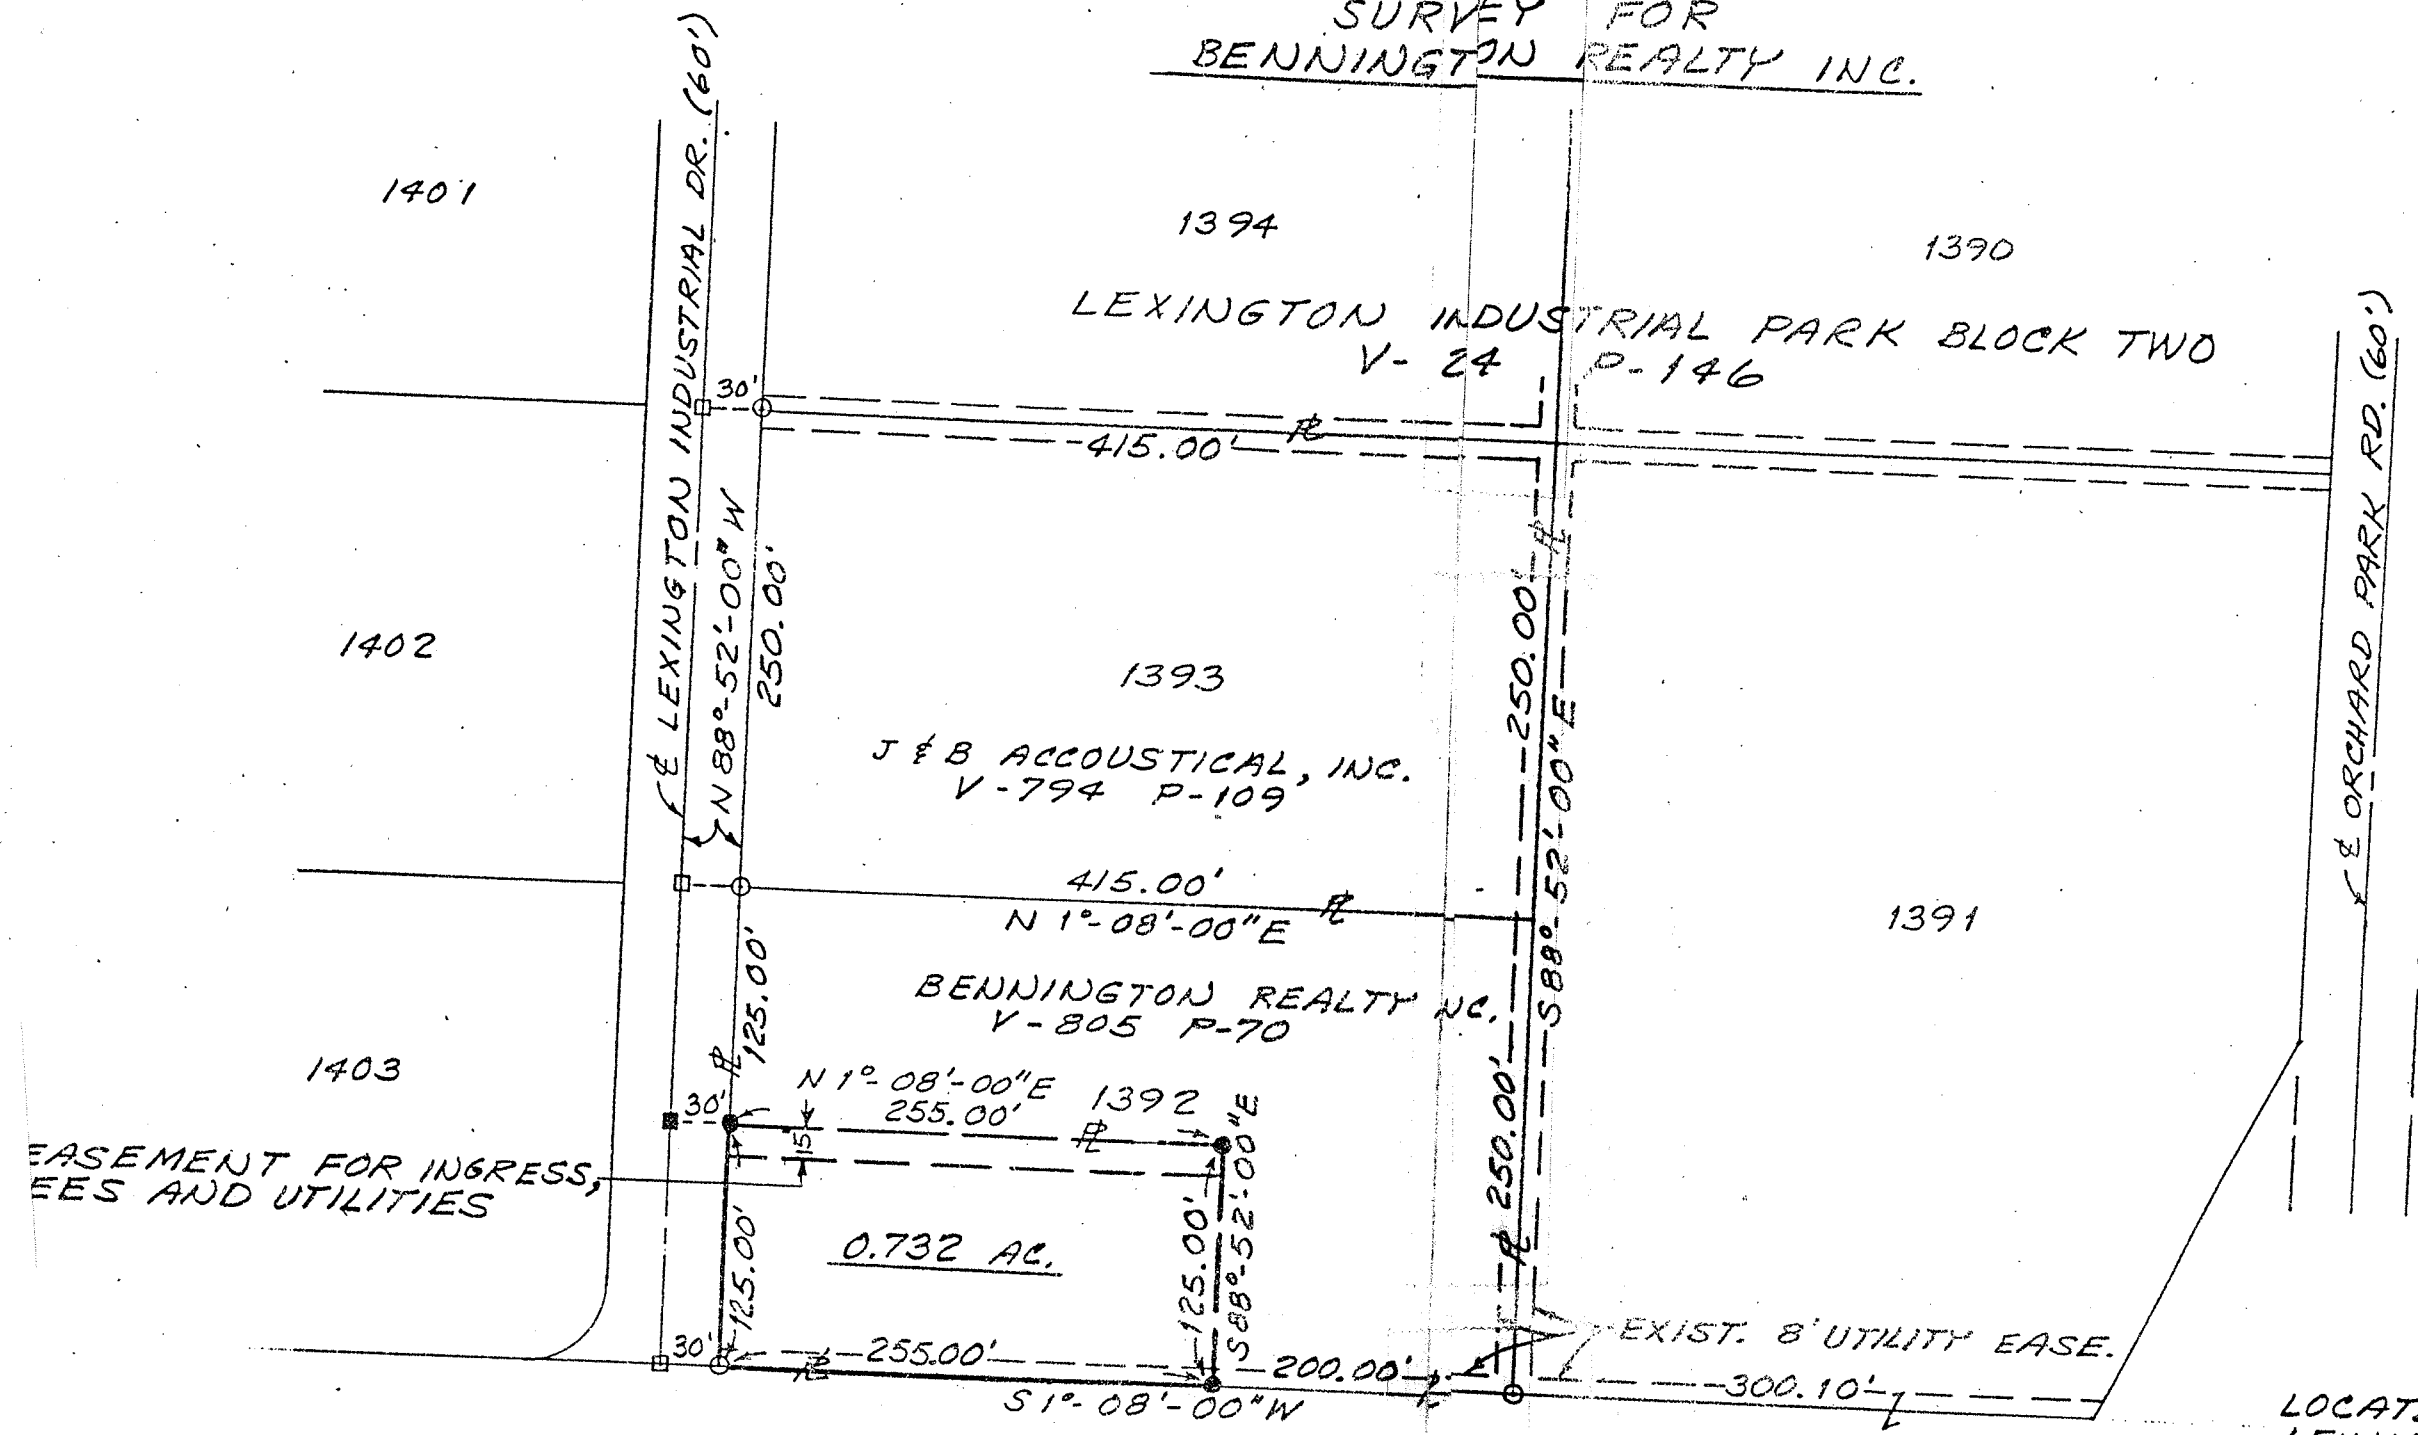 SURVEY FOR
BENNINGTON REALTY INC.
1401
1394
1390
LEXINGTON INDUSTRIAL PARK BLOCK TWO
V- 24 P-146
℄ LEXINGTON INDUSTRIAL DR. (60')
℄ ORCHARD PARK RD. (60')
30'
415.00' ⅊
N 88°-52'-00" W
250.00'
1402
1393
J & B ACCOUSTICAL, INC.
V-794 P-109
250.00' ⅊
S 88°-52'-00" E
1391
415.00'
N 1°-08'-00" E ⅊
125.00'
⅊
BENNINGTON REALTY NC.
V-805 P-70
1403
N 1°-08'-00" E
255.00'
1392
⅊
30'
15'
EASEMENT FOR INGRESS,
EES AND UTILITIES
125.00'
0.732 AC.
125.00'
S 88°-52'-00" E
⅊ 250.00'
EXIST. 8' UTILITY EASE.
30'
255.00'
⅊
200.00'
300.10'
S 1°-08'-00" W
LOCAT